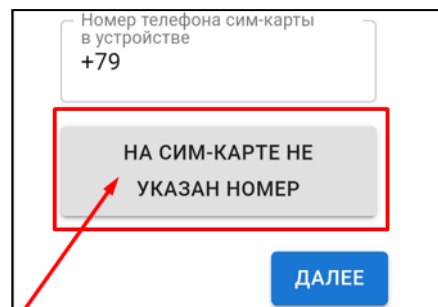 Номер телефона сим-карты
в устройстве
+79
НА СИМ-КАРТЕ НЕ
УКАЗАН НОМЕР
ДАЛЕЕ